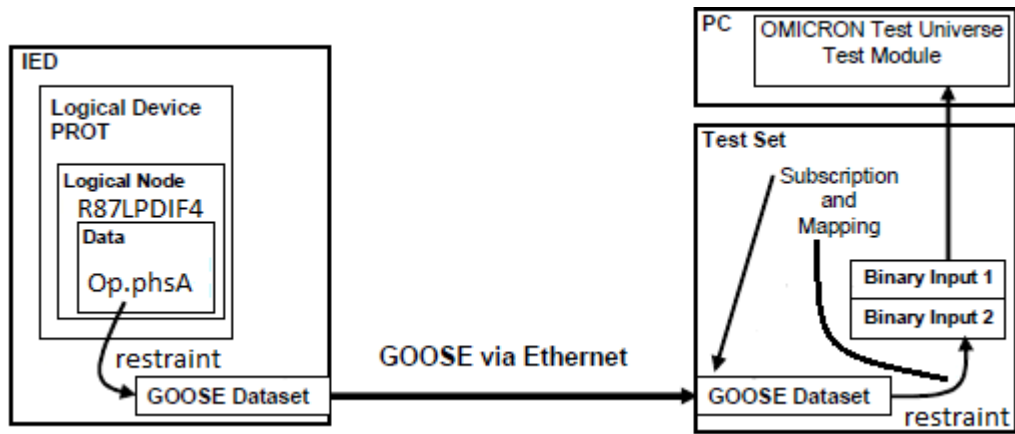 IED
Logical Device
PROT
Logical Node
R87LPDIF4
Data
Op.phsA
restraint
GOOSE Dataset
GOOSE via Ethernet
PC
OMICRON Test Universe
Test Module
Test Set
Subscription
and
Mapping
Binary Input 1
Binary Input 2
GOOSE Dataset
restraint